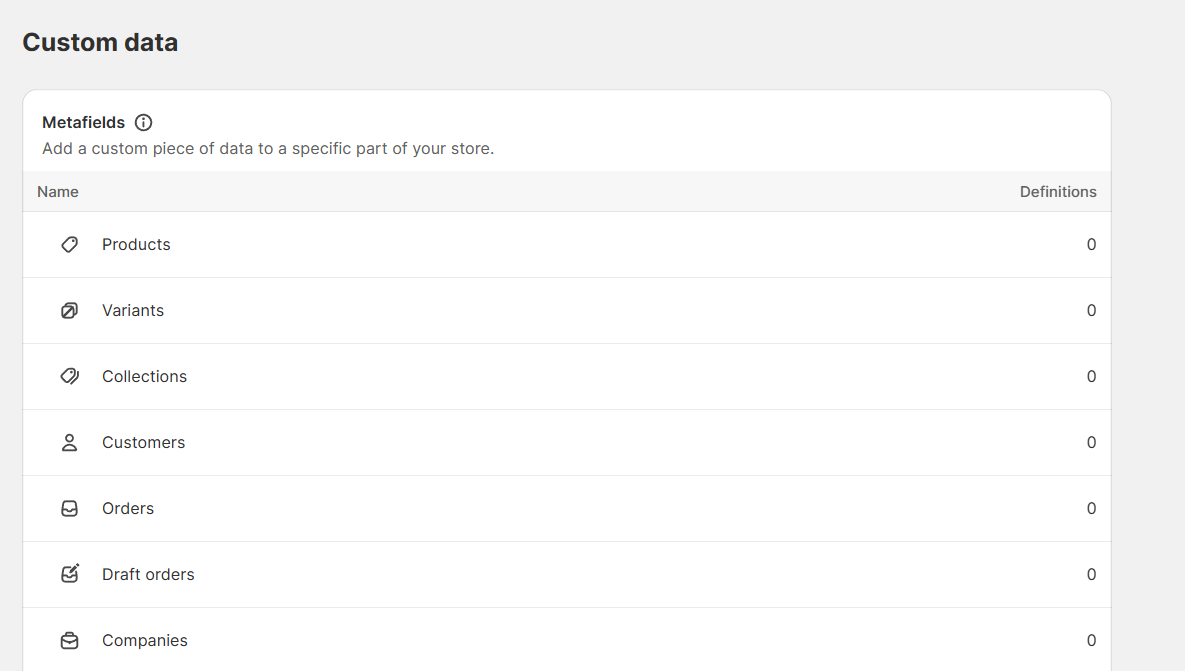 Custom data
Metafields
Add a custom piece of data to a specific part of your store.
Name Definitions
Products 0
Variants 0
Collections 0
Customers 0
Orders 0
Draft orders 0
Companies 0